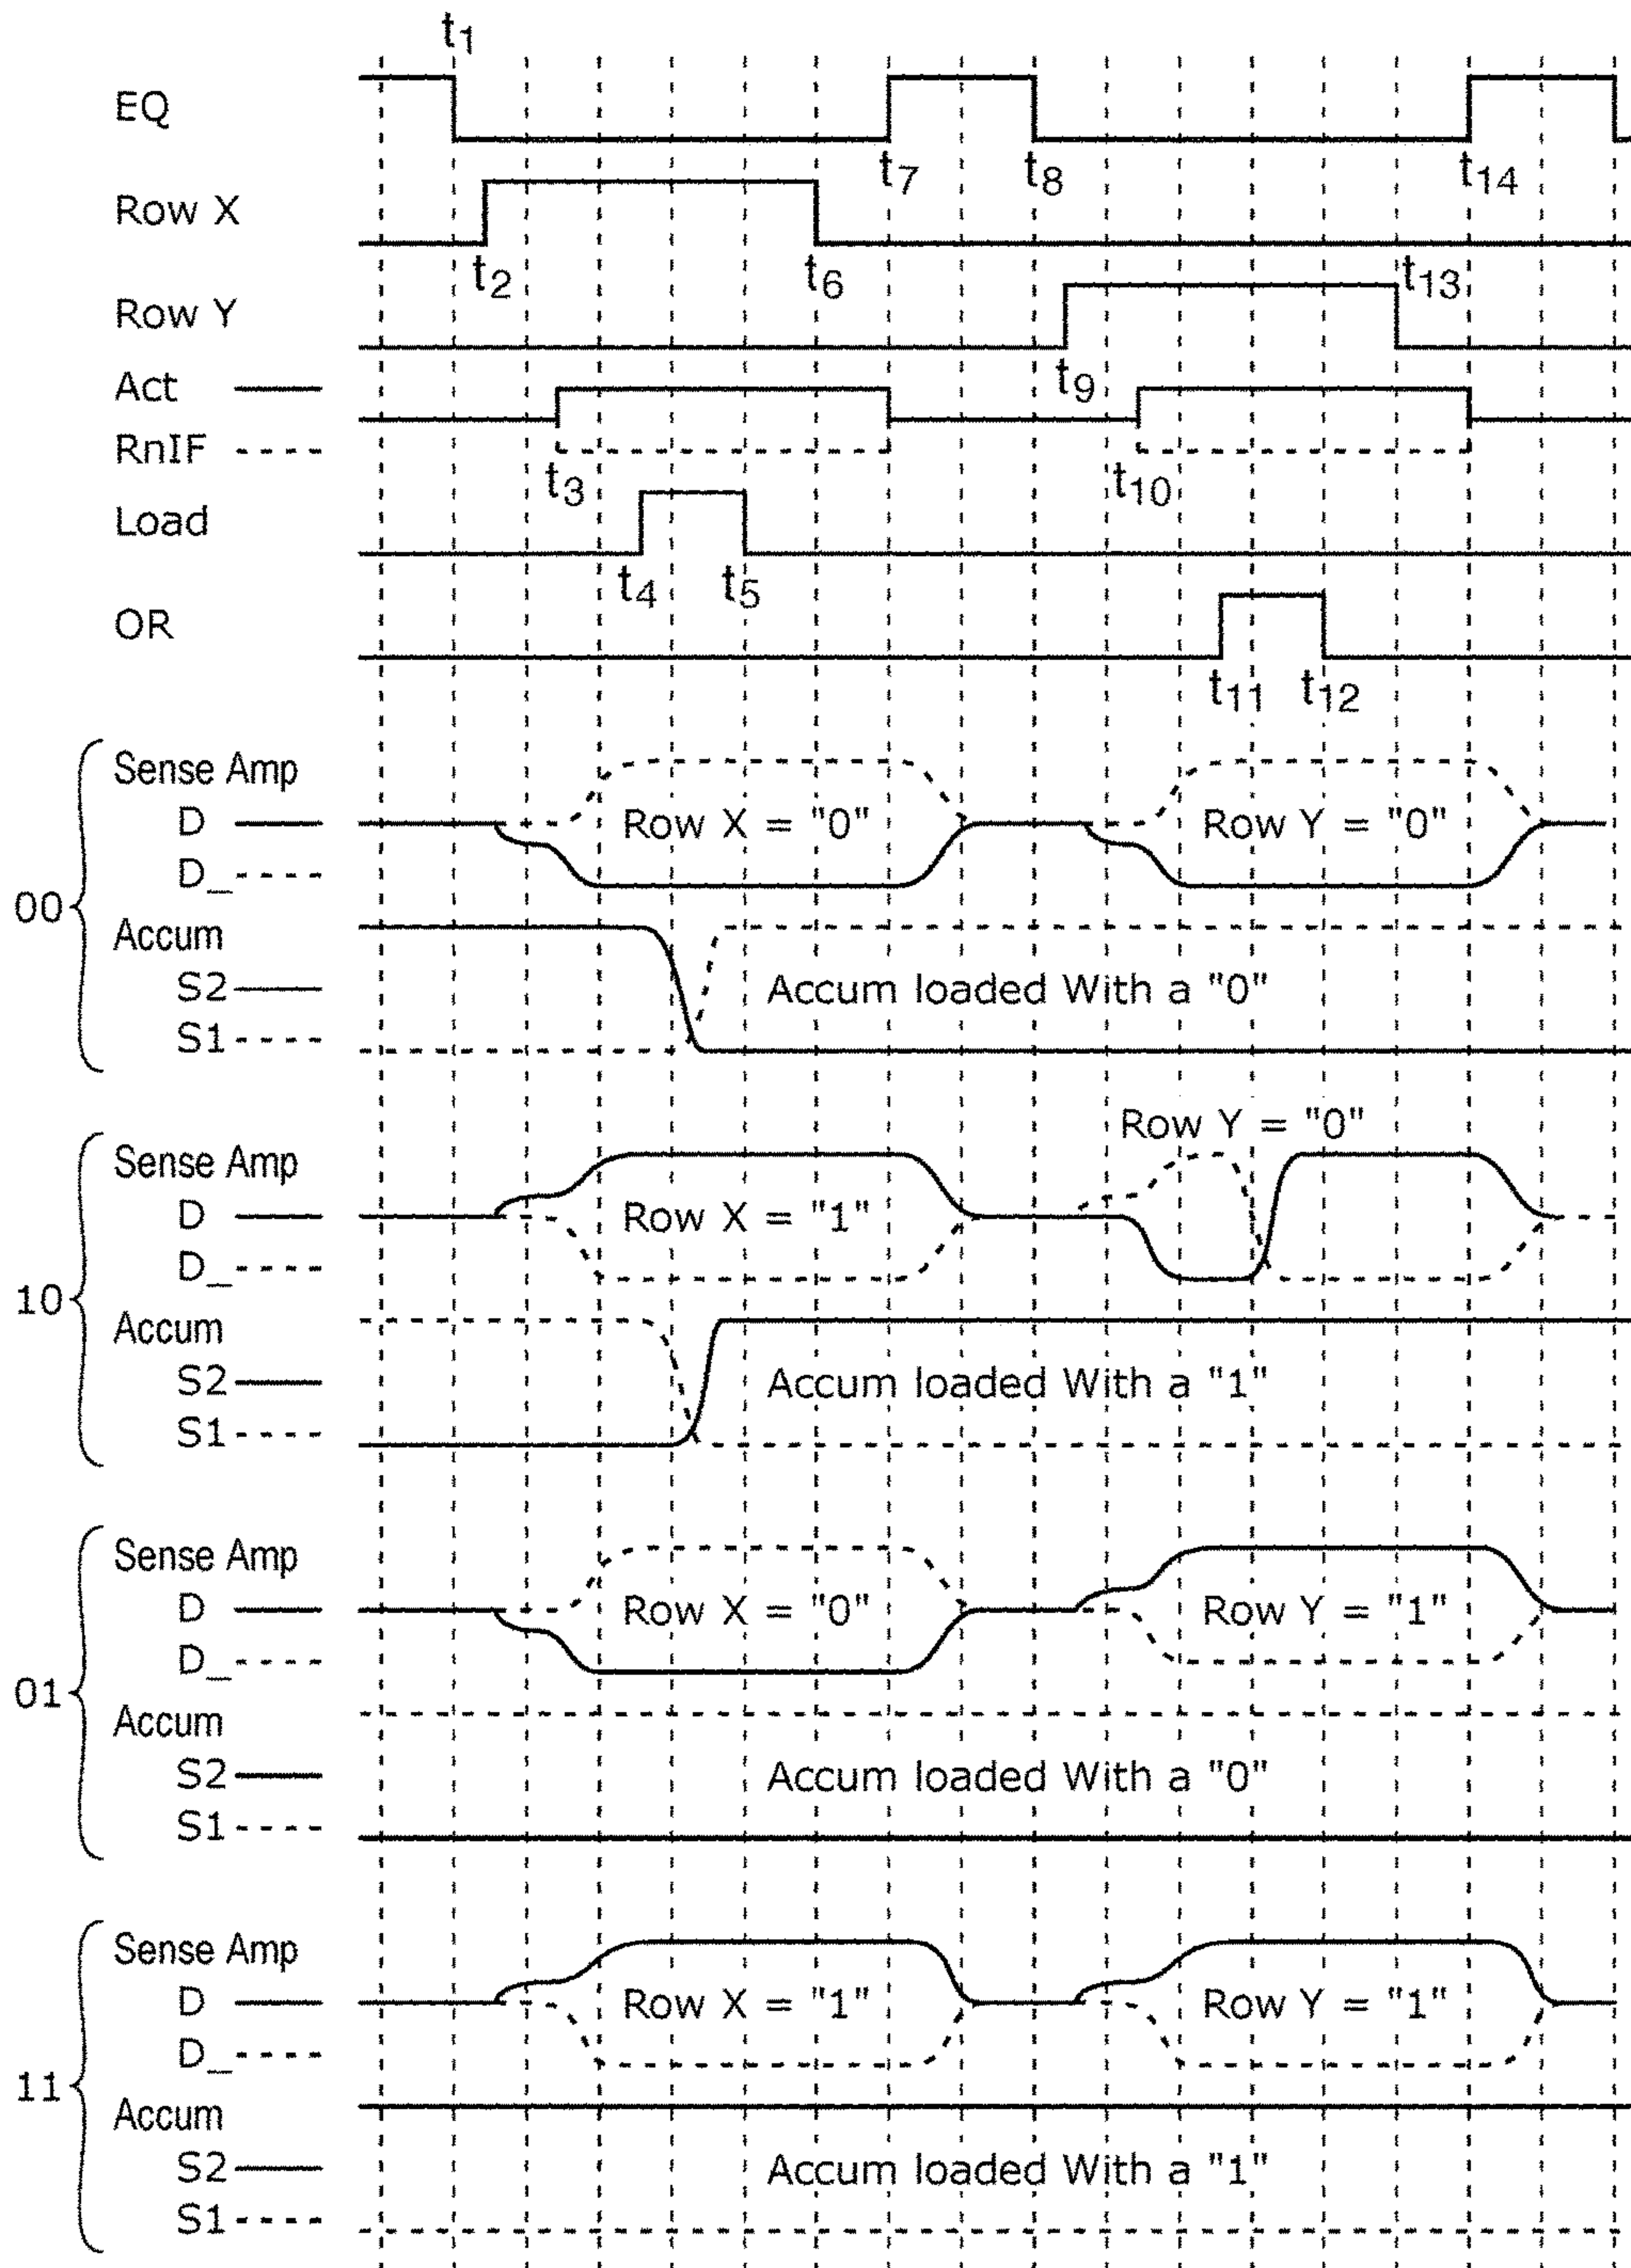 t1
EQ
t7 t8 t14
Row X
t2 t6 t13
Row Y
t9
Act
RnIF
t3 t10
Load
t4 t5
OR
t11 t12
00
Sense Amp
D Row X = "0" Row Y = "0"
D_
Accum
S2 Accum loaded With a "0"
S1
Row Y = "0"
10
Sense Amp
D Row X = "1"
D_
Accum
S2 Accum loaded With a "1"
S1
01
Sense Amp
D Row X = "0" Row Y = "1"
D_
Accum
S2 Accum loaded With a "0"
S1
11
Sense Amp
D Row X = "1" Row Y = "1"
D_
Accum
S2 Accum loaded With a "1"
S1